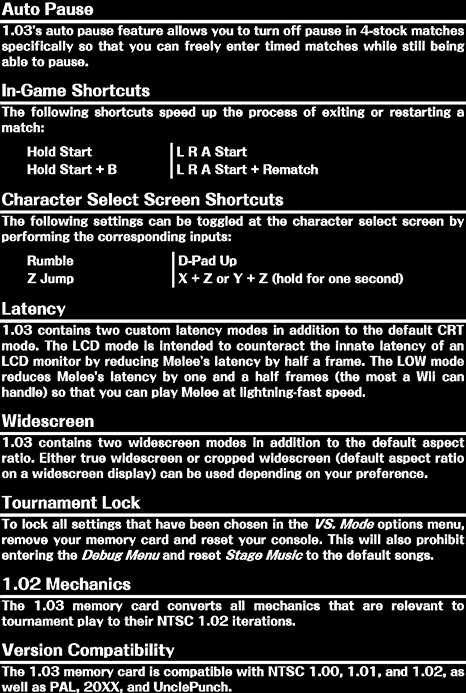 Auto Pause
1.03's auto pause feature allows you to turn off pause in 4-stock matches
specifically so that you can freely enter timed matches while still being
able to pause.
In-Game Shortcuts
The following shortcuts speed up the process of exiting or restarting a
match:
Hold Start L R A Start
Hold Start + B L R A Start + Rematch
Character Select Screen Shortcuts
The following settings can be toggled at the character select screen by
performing the corresponding inputs:
Rumble D-Pad Up
Z Jump X + Z or Y + Z (hold for one second)
Latency
1.03 contains two custom latency modes in addition to the default CRT
mode. The LCD mode is intended to counteract the innate latency of an
LCD monitor by reducing Melee's latency by half a frame. The LOW mode
reduces Melee's latency by one and a half frames (the most a Wii can
handle) so that you can play Melee at lightning-fast speed.
Widescreen
1.03 contains two widescreen modes in addition to the default aspect
ratio. Either true widescreen or cropped widescreen (default aspect ratio
on a widescreen display) can be used depending on your preference.
Tournament Lock
To lock all settings that have been chosen in the VS. Mode options menu,
remove your memory card and reset your console. This will also prohibit
entering the Debug Menu and reset Stage Music to the default songs.
1.02 Mechanics
The 1.03 memory card converts all mechanics that are relevant to
tournament play to their NTSC 1.02 iterations.
Version Compatibility
The 1.03 memory card is compatible with NTSC 1.00, 1.01, and 1.02, as
well as PAL, 20XX, and UnclePunch.